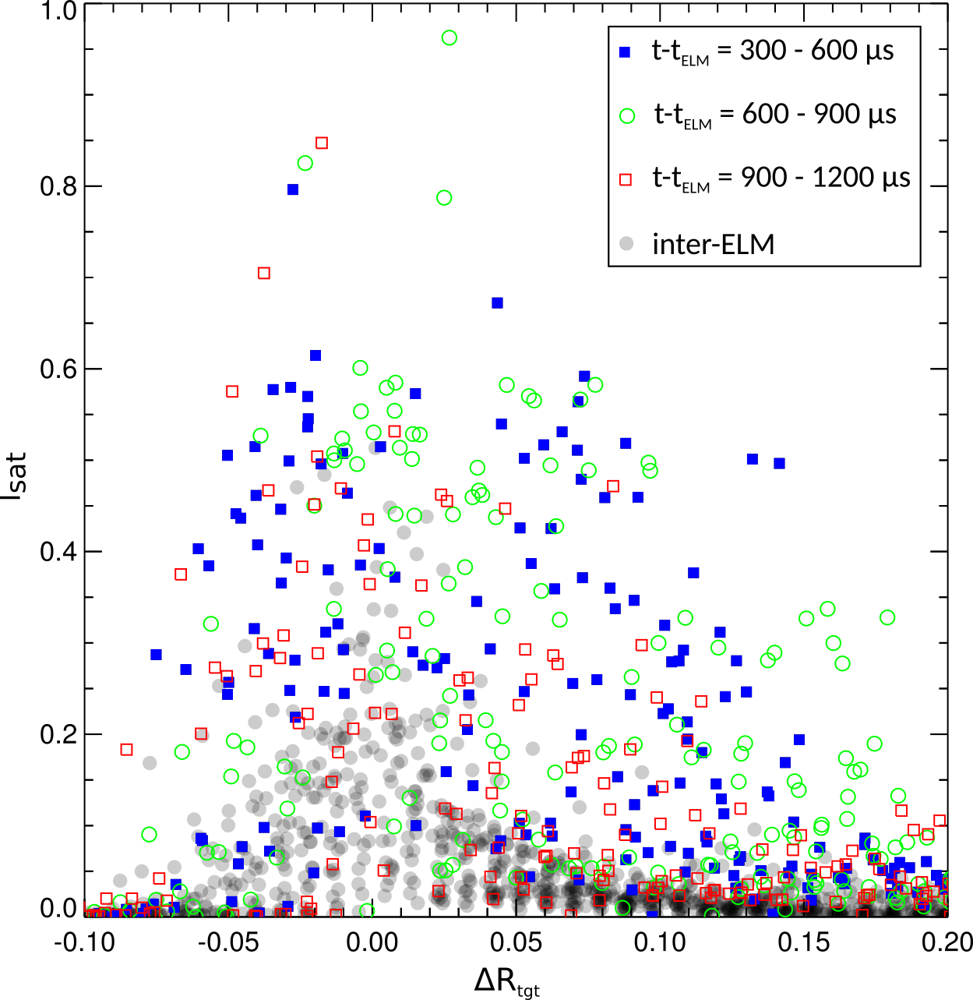 1.0
0.8
0.6
0.4
0.2
0.0
Isat
t-tELM = 300 - 600 µs
t-tELM = 600 - 900 µs
t-tELM = 900 - 1200 µs
inter-ELM
-0.10 -0.05 0.00 0.05 0.10 0.15 0.20
ΔRtgt